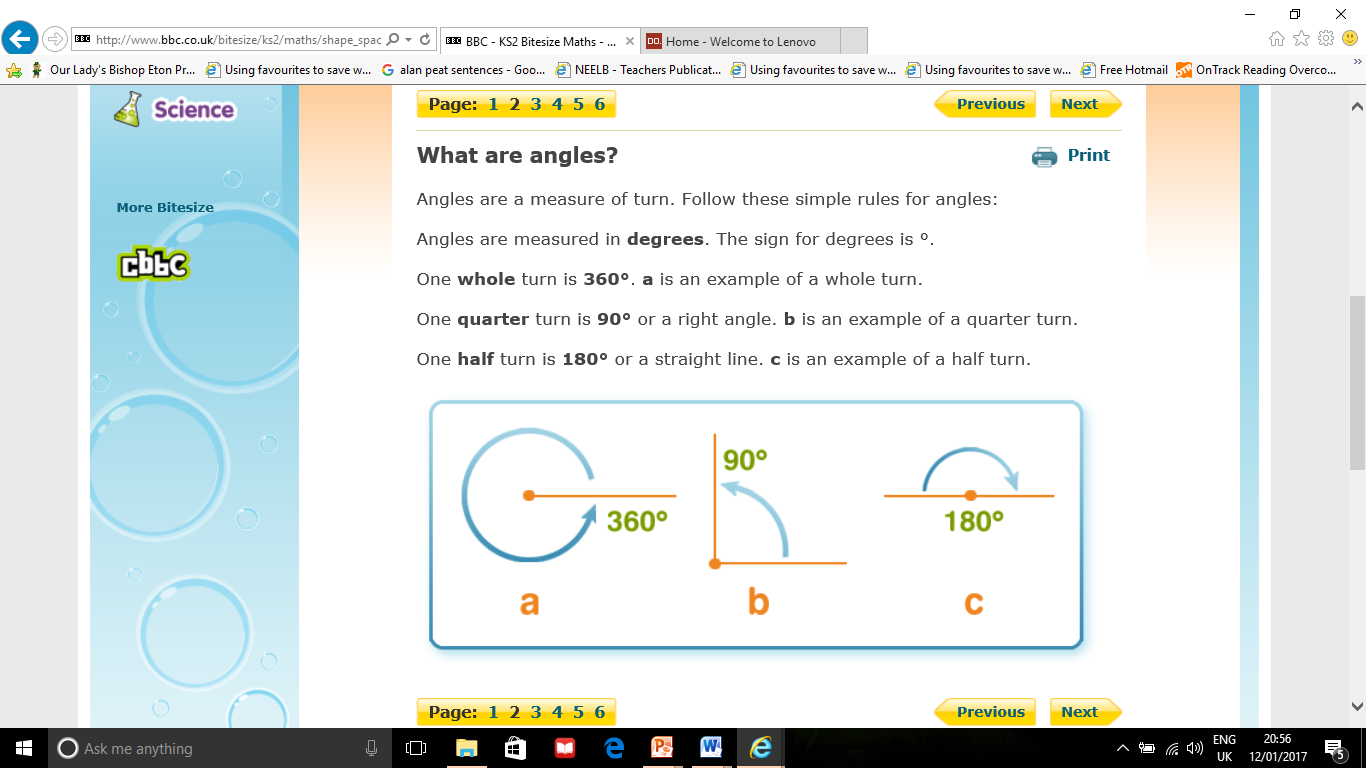 http://www.bbc.co.uk/bitesize/ks2/maths/shape_spac
BBC - KS2 Bitesize Maths - ...
Home - Welcome to Lenovo
Our Lady's Bishop Eton Pr...
Using favourites to save w...
alan peat sentences - Goo...
NEELB - Teachers Publicat...
Using favourites to save w...
Using favourites to save w...
Free Hotmail
OnTrack Reading Overco...
Science
More Bitesize
cbbc
Page: 1 2 3 4 5 6
Previous
Next
What are angles?
Print
Angles are a measure of turn. Follow these simple rules for angles:
Angles are measured in degrees. The sign for degrees is º.
One whole turn is 360°. a is an example of a whole turn.
One quarter turn is 90° or a right angle. b is an example of a quarter turn.
One half turn is 180° or a straight line. c is an example of a half turn.
360°
90°
180°
a
b
c
Page: 1 2 3 4 5 6
Previous
Next
Ask me anything
ENG
UK
20:56
12/01/2017
5